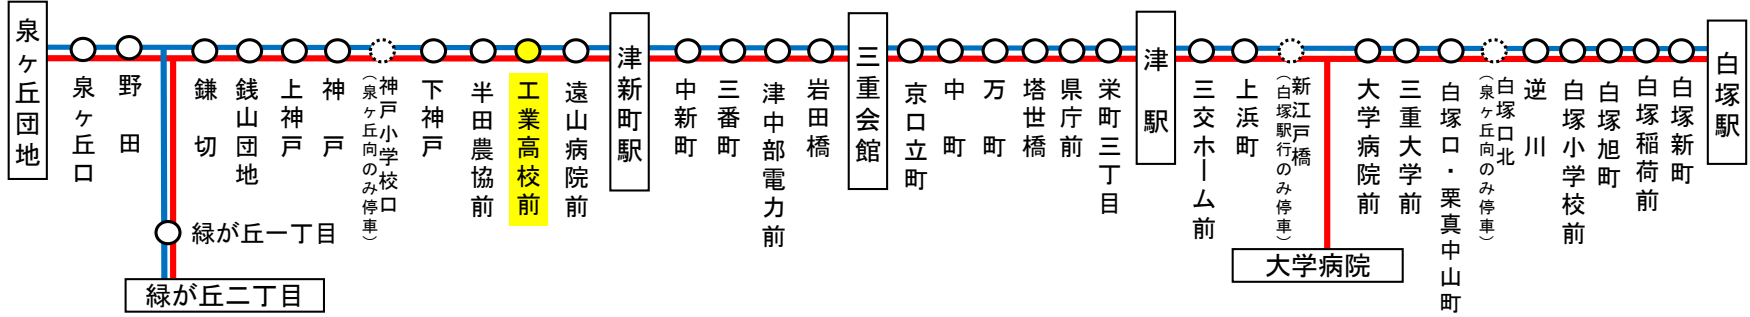 泉ヶ丘団地
泉ヶ丘口
野田
鎌切
銭山団地
上神戸
神戸
神戸小学校口
（泉ヶ丘向のみ停車）
下神戸
半田農協前
工業高校前
遠山病院前
津新町駅
中新町
三番町
津中部電力前
岩田橋
三重会館
京口立町
中町
万町
塔世橋
県庁前
栄町三丁目
津駅
三交ホーム前
上浜町
新江戸橋
（白塚駅行のみ停車）
大学病院前
三重大学前
白塚口・栗真中山町
白塚口北
（泉ヶ丘向のみ停車）
逆川
白塚小学校前
白塚旭町
白塚稲荷前
白塚新町
白塚駅
緑が丘一丁目
緑が丘二丁目
大学病院